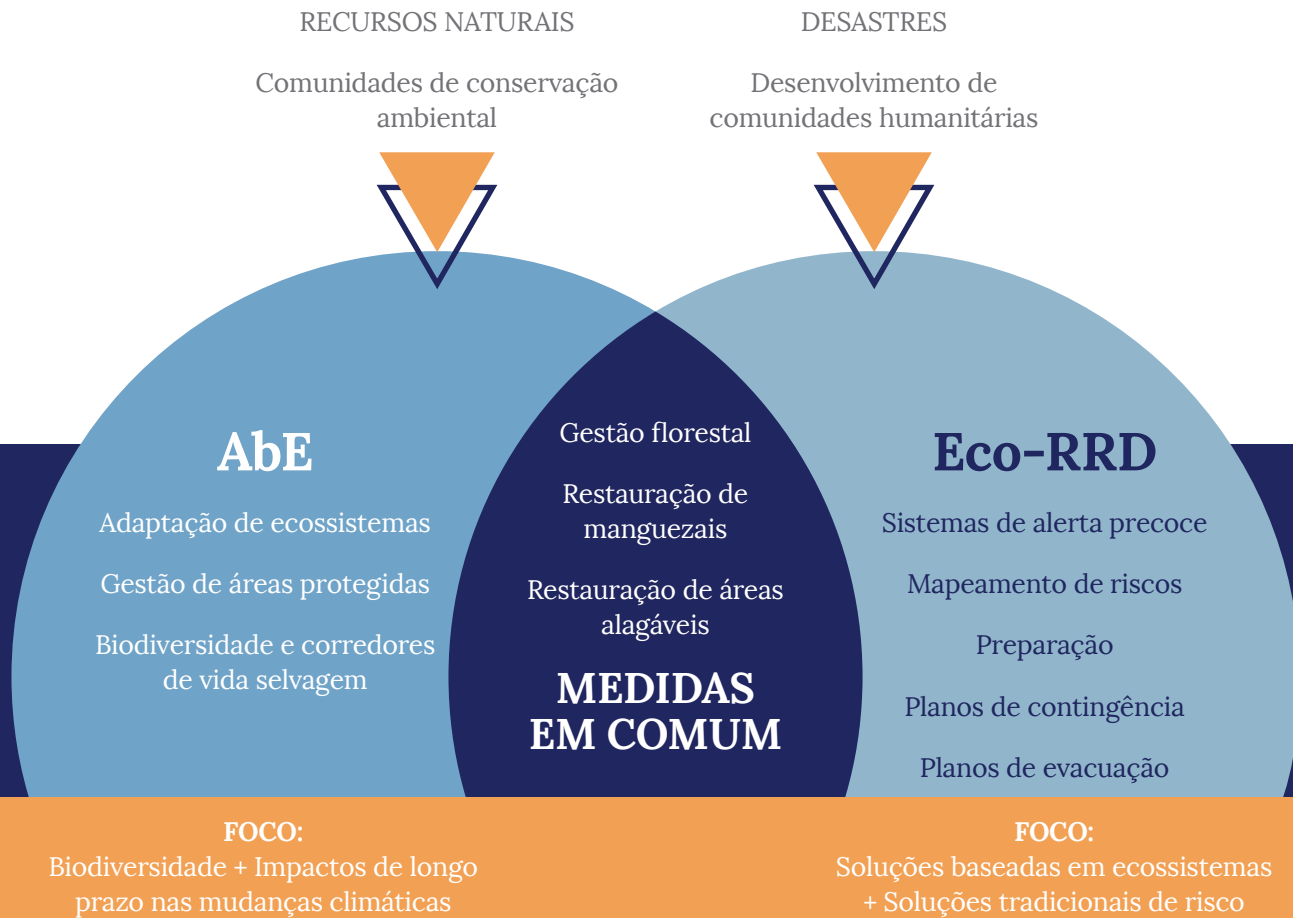 RECURSOS NATURAIS
Comunidades de conservação
ambiental
DESASTRES
Desenvolvimento de
comunidades humanitárias
AbE
Adaptação de ecossistemas
Gestão de áreas protegidas
Biodiversidade e corredores
de vida selvagem
Gestão florestal
Restauração de
manguezais
Restauração de áreas
alagáveis
MEDIDAS
EM COMUM
Eco-RRD
Sistemas de alerta precoce
Mapeamento de riscos
Preparação
Planos de contingência
Planos de evacuação
FOCO:
Biodiversidade + Impactos de longo
prazo nas mudanças climáticas
FOCO:
Soluções baseadas em ecossistemas
+ Soluções tradicionais de risco